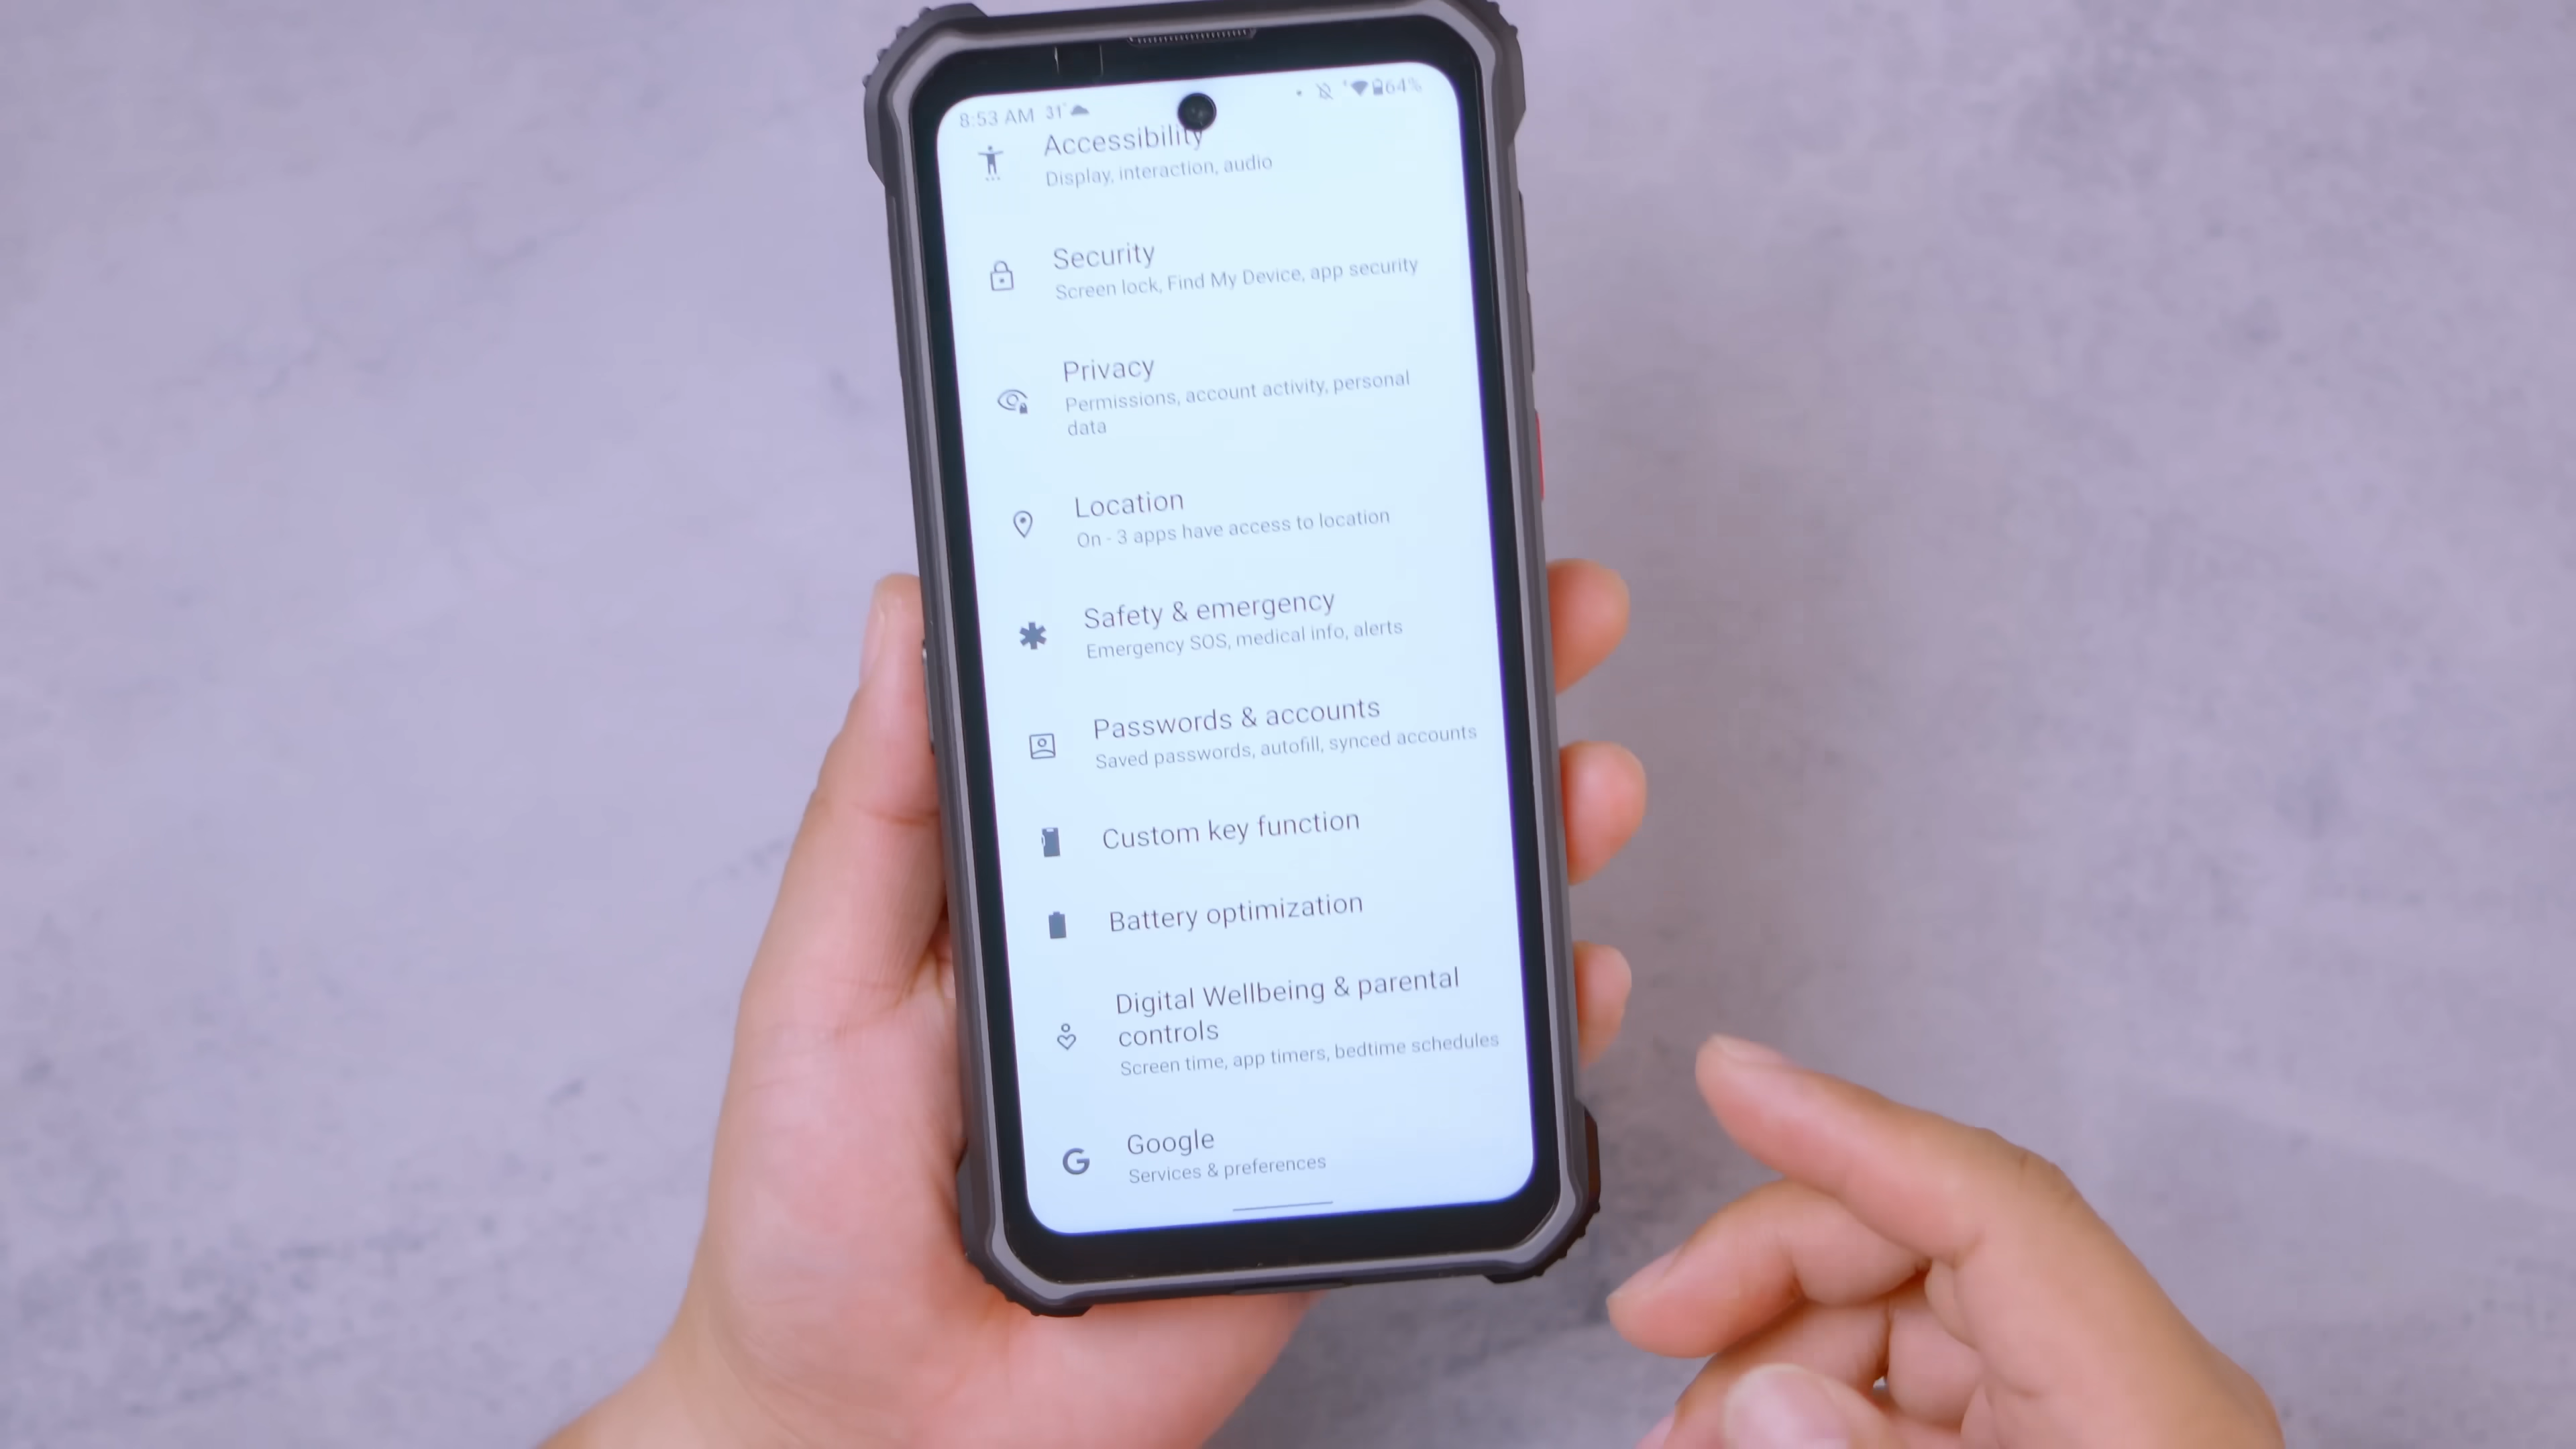 8:53 AM 31° 64%
Accessibility
Display, interaction, audio
Security
Screen lock, Find My Device, app security
Privacy
Permissions, account activity, personal
data
Location
On - 3 apps have access to location
Safety & emergency
Emergency SOS, medical info, alerts
Passwords & accounts
Saved passwords, autofill, synced accounts
Custom key function
Battery optimization
Digital Wellbeing & parental
controls
Screen time, app timers, bedtime schedules
G Google
Services & preferences